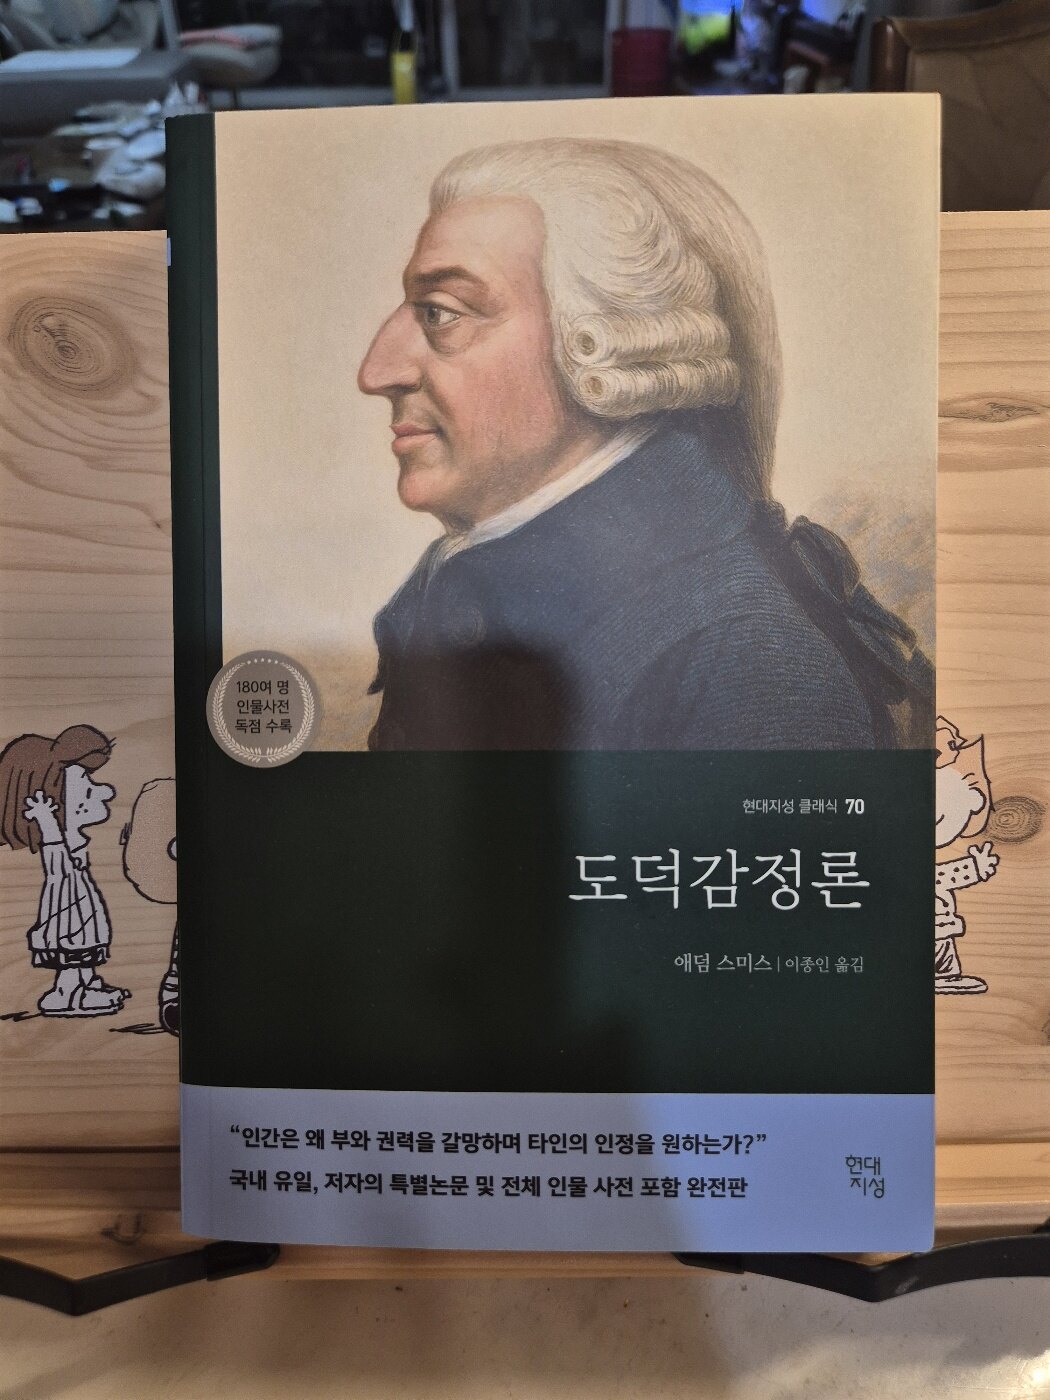 180여 명
인물사전
독점 수록
현대지성 클래식 70
도덕감정론
애덤 스미스 | 이종인 옮김
“인간은 왜 부와 권력을 갈망하며 타인의 인정을 원하는가?”
국내 유일, 저자의 특별논문 및 전체 인물 사전 포함 완전판
현대
지성